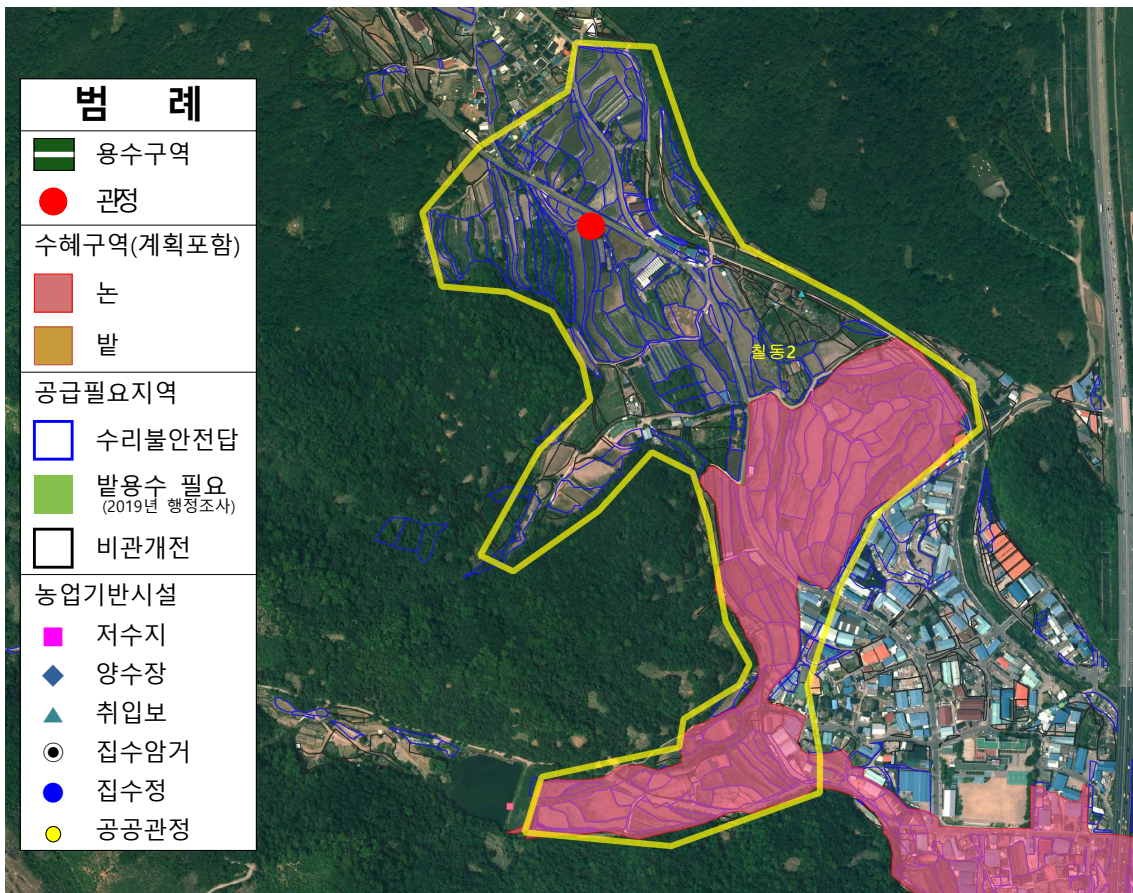 범 례
용수구역
관정
수혜구역(계획포함)
논
밭
공급필요지역
수리불안전답
밭용수 필요
(2019년 행정조사)
비관개전
농업기반시설
저수지
양수장
취입보
집수암거
집수정
공공관정
칠동2